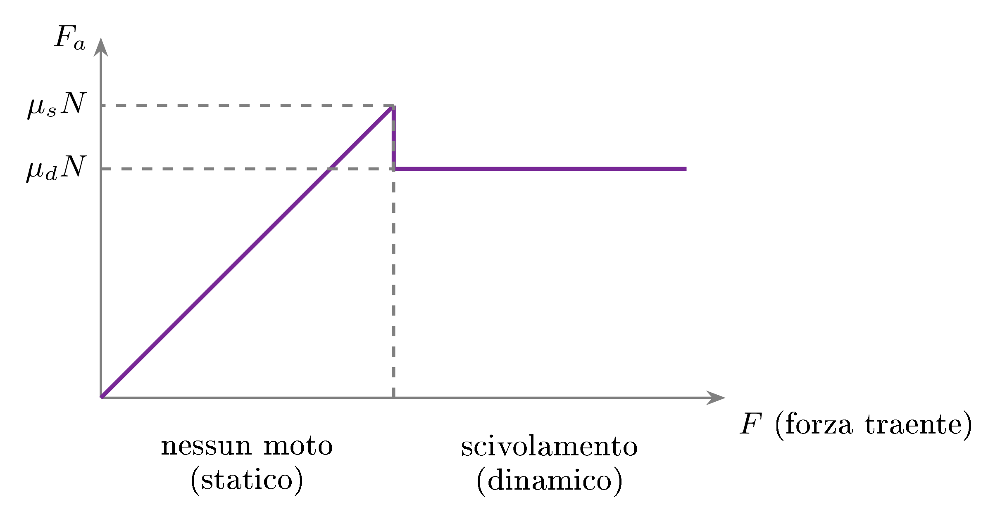 F_a
μ_s N
μ_d N
F (forza traente)
nessun moto
(statico)
scivolamento
(dinamico)